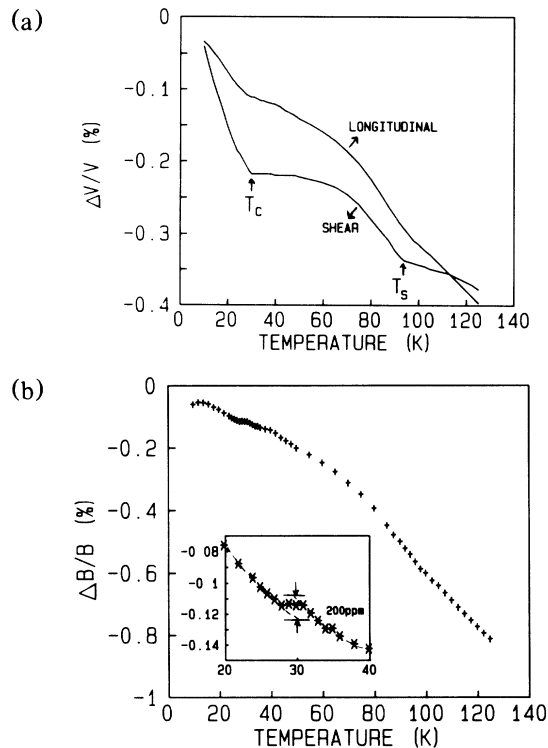 (a)
0
-0.1
-0.2
-0.3
-0.4
ΔV/V (%)
LONGITUDINAL
SHEAR
T_C
T_S
0 20 40 60 80 100 120 140
TEMPERATURE (K)
(b)
0
-0.2
-0.4
-0.6
-0.8
-1
ΔB/B (%)
-0 08
-0 1
-0.12
-0.14
200ppm
20 30 40
0 20 40 60 80 100 120 140
TEMPERATURE (K)